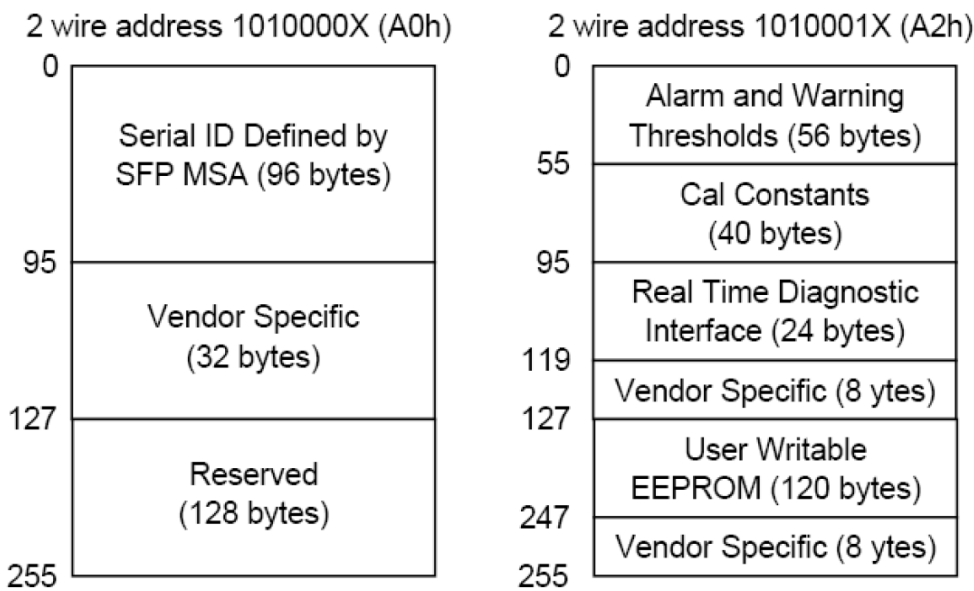 2 wire address 1010000X (A0h)
0
Serial ID Defined by
SFP MSA (96 bytes)
95
Vendor Specific
(32 bytes)
127
Reserved
(128 bytes)
255
2 wire address 1010001X (A2h)
0
Alarm and Warning
Thresholds (56 bytes)
55
Cal Constants
(40 bytes)
95
Real Time Diagnostic
Interface (24 bytes)
119
Vendor Specific (8 ytes)
127
User Writable
EEPROM (120 bytes)
247
Vendor Specific (8 ytes)
255